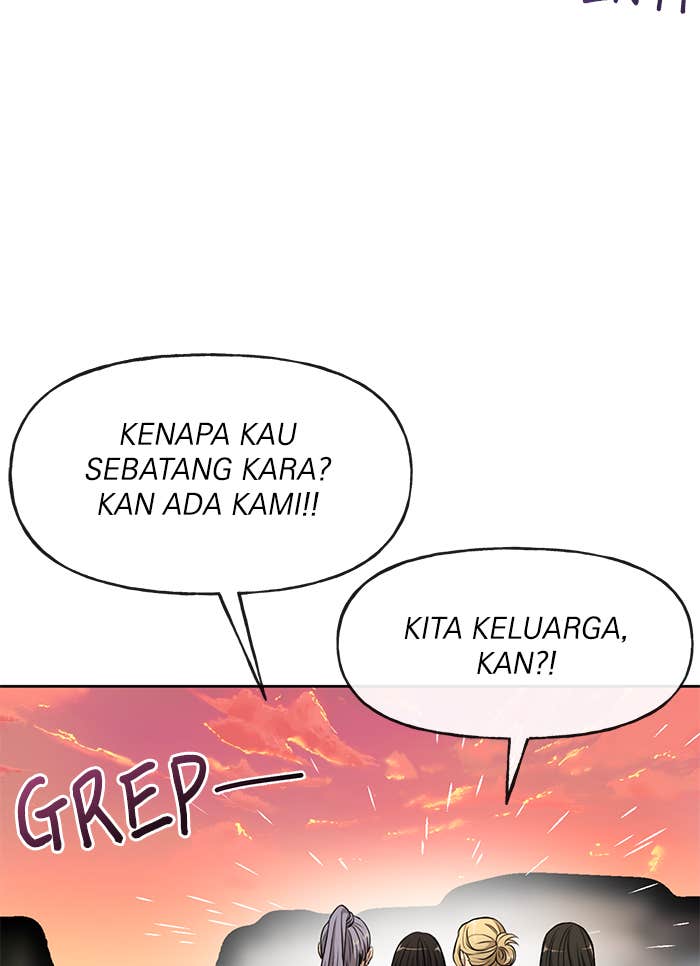 KENAPA KAU
SEBATANG KARA?
KAN ADA KAMI!!
KITA KELUARGA,
KAN?!
GREP—